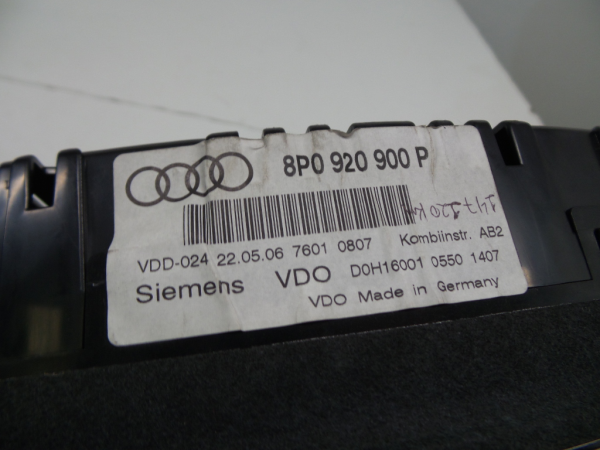 8P0 920 900 P
VDD-024 22.05.06 7601 0807 Kombiinstr. AB2
Siemens VDO D0H16001 0550 1407
VDO Made in Germany